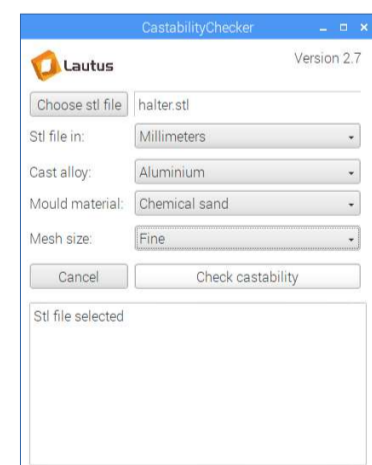 CastabilityChecker
Lautus Version 2.7
Choose stl file halter.stl
Stl file in: Millimeters
Cast alloy: Aluminium
Mould material: Chemical sand
Mesh size: Fine
Cancel Check castability
Stl file selected